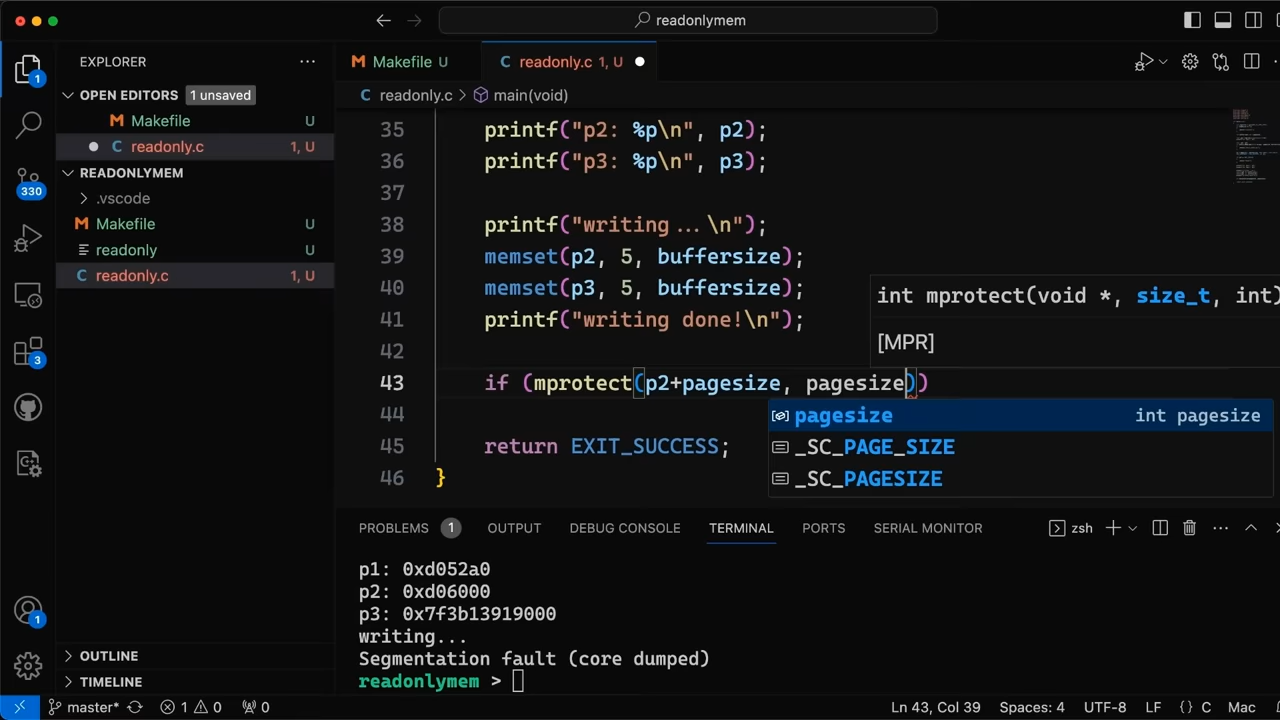 readonlymem
EXPLORER
Makefile U
readonly.c 1, U
OPEN EDITORS 1 unsaved
readonly.c > main(void)
Makefile U
readonly.c 1, U
READONLYMEM
.vscode
Makefile U
readonly U
readonly.c 1, U
1
330
3
1
35 printf("p2: %p\n", p2);
36 printf("p3: %p\n", p3);
37
38 printf("writing...\n");
39 memset(p2, 5, buffersize);
40 memset(p3, 5, buffersize);
41 printf("writing done!\n");
42
43 if (mprotect(p2+pagesize, pagesize))
44
45 return EXIT_SUCCESS;
46 }
int mprotect(void *, size_t, int)
[MPR]
pagesize int pagesize
_SC_PAGE_SIZE
_SC_PAGESIZE
PROBLEMS 1 OUTPUT DEBUG CONSOLE TERMINAL PORTS SERIAL MONITOR zsh
p1: 0xd052a0
p2: 0xd06000
p3: 0x7f3b13919000
writing...
Segmentation fault (core dumped)
readonlymem >
OUTLINE
TIMELINE
master* 1 0 0 Ln 43, Col 39 Spaces: 4 UTF-8 LF {} C Mac